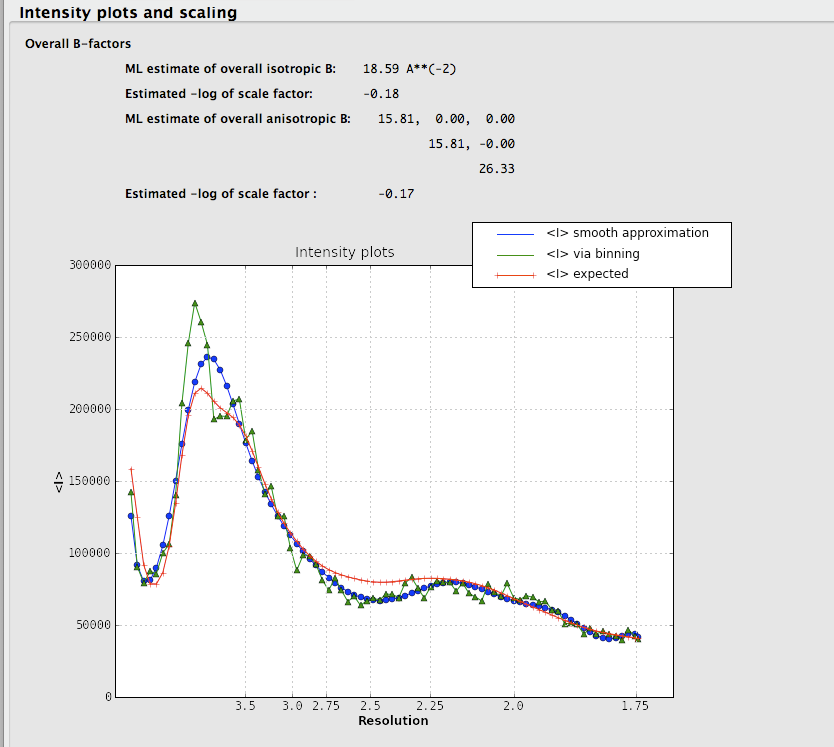 Intensity plots and scaling
Overall B-factors
ML estimate of overall isotropic B: 18.59 A**(-2)
Estimated -log of scale factor: -0.18
ML estimate of overall anisotropic B: 15.81, 0.00, 0.00
15.81, -0.00
26.33
Estimated -log of scale factor : -0.17
<I> smooth approximation
<I> via binning
<I> expected
Intensity plots
300000
250000
200000
<I>
150000
100000
50000
0
3.5 3.0 2.75 2.5 2.25 2.0 1.75
Resolution